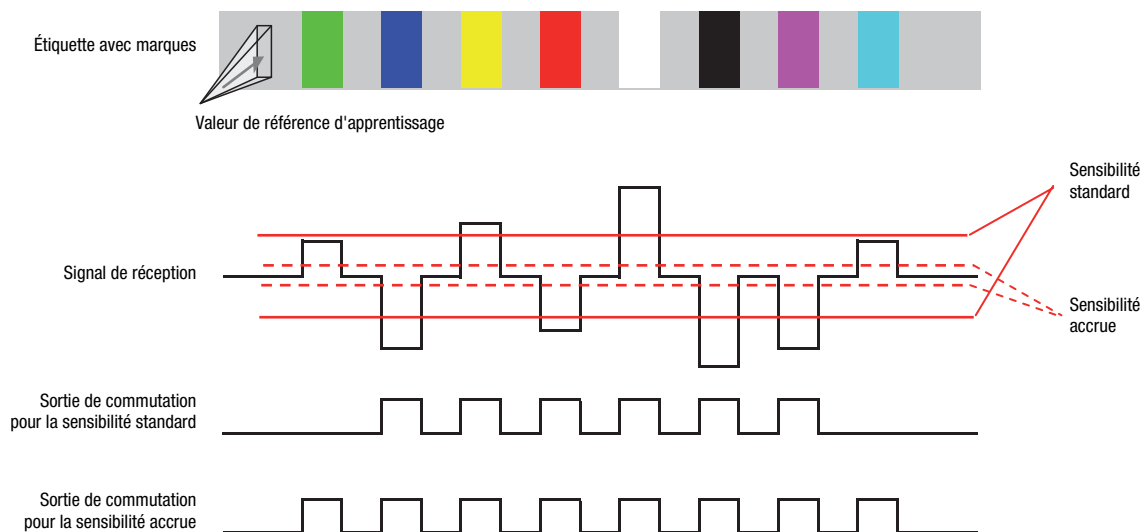 Étiquette avec marques
Valeur de référence d'apprentissage
Sensibilité
standard
Signal de réception
Sensibilité
accrue
Sortie de commutation
pour la sensibilité standard
Sortie de commutation
pour la sensibilité accrue